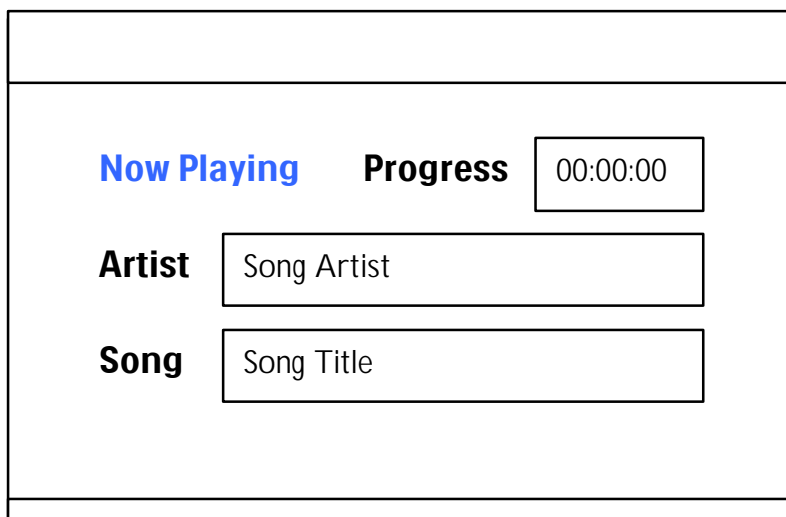 Now Playing Progress 00:00:00
Artist Song Artist
Song Song Title